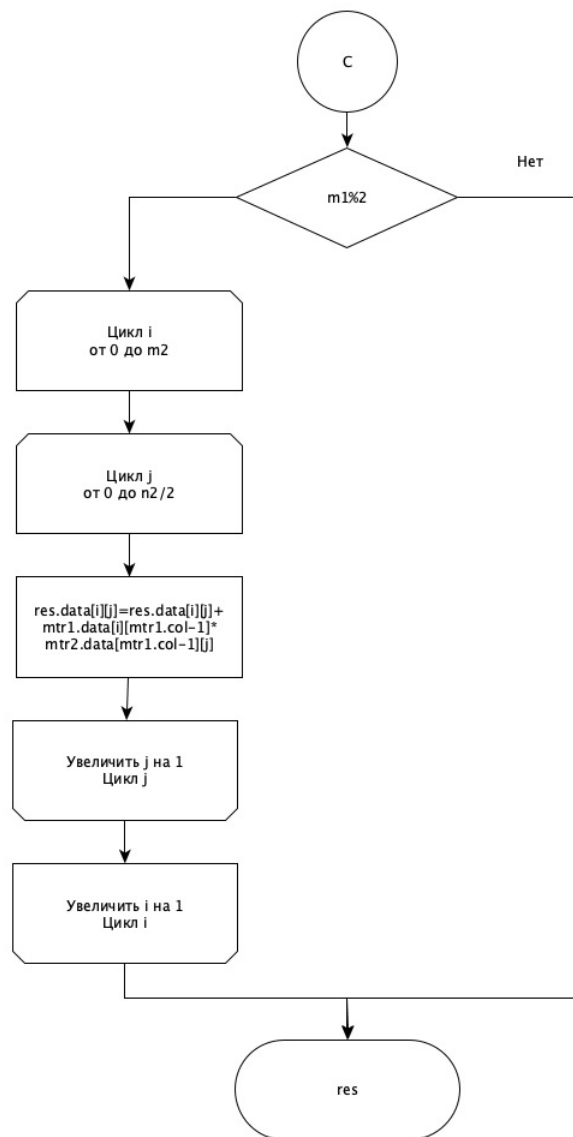 C
m1%2
Нет
Цикл i
от 0 до m2
Цикл j
от 0 до n2/2
res.data[i][j]=res.data[i][j]+
mtr1.data[i][mtr1.col-1]*
mtr2.data[mtr1.col-1][j]
Увеличить j на 1
Цикл j
Увеличить i на 1
Цикл i
res